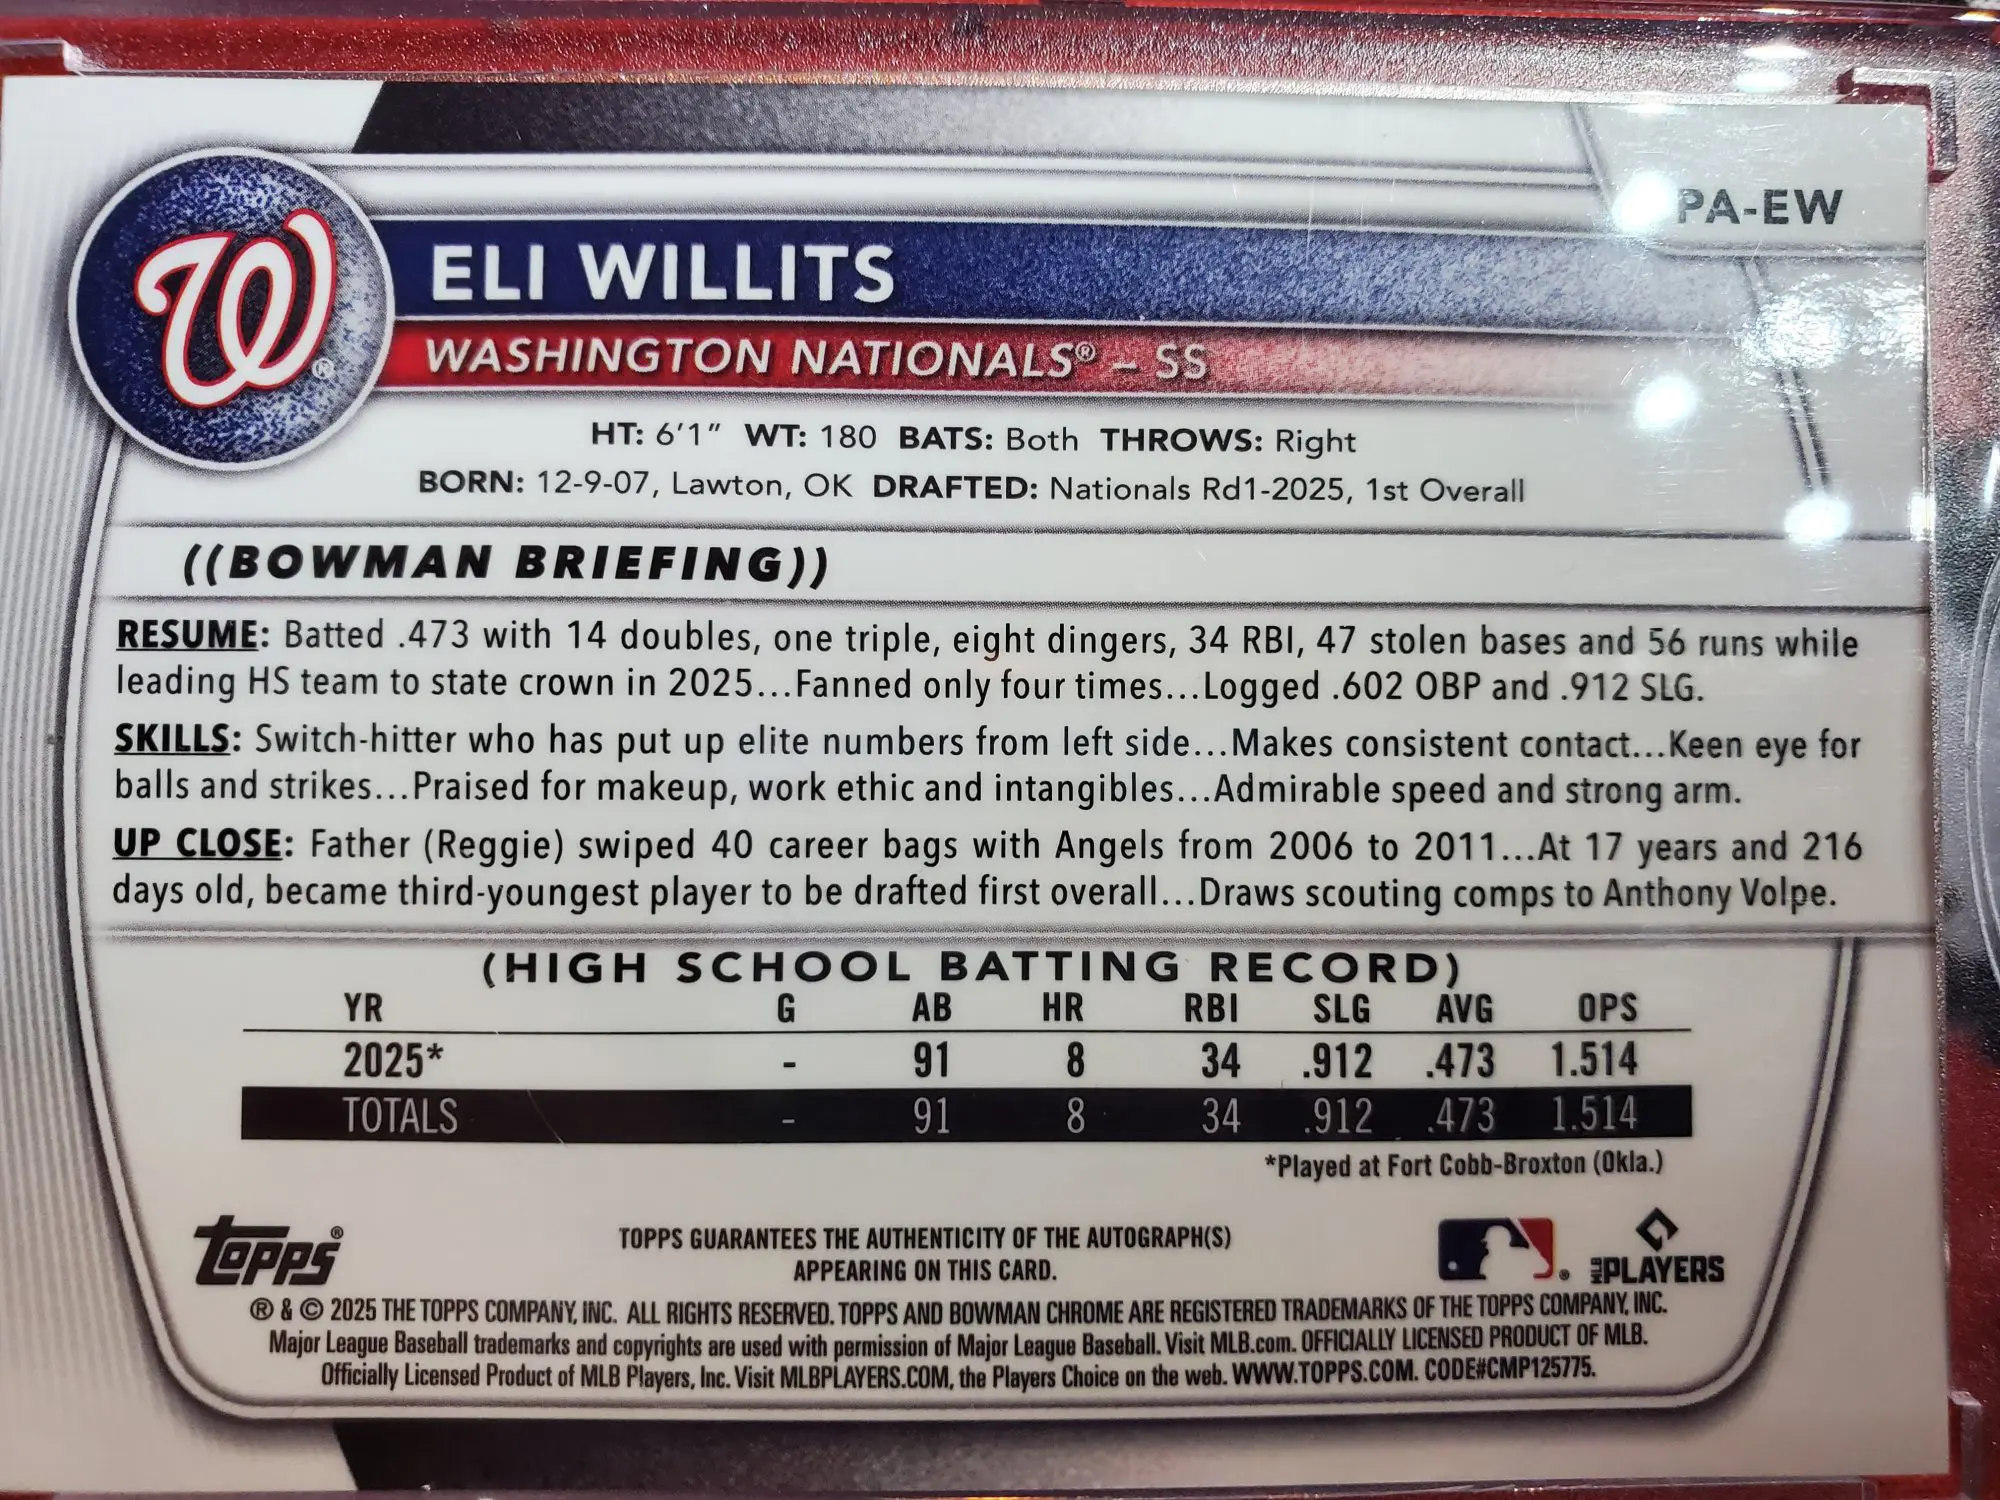 PA-EW
ELI WILLITS
WASHINGTON NATIONALS® – SS
HT: 6'1" WT: 180 BATS: Both THROWS: Right
BORN: 12-9-07, Lawton, OK DRAFTED: Nationals Rd1-2025, 1st Overall
((BOWMAN BRIEFING))
RESUME: Batted .473 with 14 doubles, one triple, eight dingers, 34 RBI, 47 stolen bases and 56 runs while
leading HS team to state crown in 2025...Fanned only four times...Logged .602 OBP and .912 SLG.
SKILLS: Switch-hitter who has put up elite numbers from left side...Makes consistent contact...Keen eye for
balls and strikes...Praised for makeup, work ethic and intangibles...Admirable speed and strong arm.
UP CLOSE: Father (Reggie) swiped 40 career bags with Angels from 2006 to 2011...At 17 years and 216
days old, became third-youngest player to be drafted first overall...Draws scouting comps to Anthony Volpe.
(HIGH SCHOOL BATTING RECORD)
YR G AB HR RBI SLG AVG OPS
2025* - 91 8 34 .912 .473 1.514
TOTALS - 91 8 34 .912 .473 1.514
*Played at Fort Cobb-Broxton (Okla.)
Topps®
TOPPS GUARANTEES THE AUTHENTICITY OF THE AUTOGRAPH(S)
APPEARING ON THIS CARD.
MLB PLAYERS
® & © 2025 THE TOPPS COMPANY, INC. ALL RIGHTS RESERVED. TOPPS AND BOWMAN CHROME ARE REGISTERED TRADEMARKS OF THE TOPPS COMPANY, INC.
Major League Baseball trademarks and copyrights are used with permission of Major League Baseball. Visit MLB.com. OFFICIALLY LICENSED PRODUCT OF MLB.
Officially Licensed Product of MLB Players, Inc. Visit MLBPLAYERS.COM, the Players Choice on the web. WWW.TOPPS.COM. CODE#CMP125775.